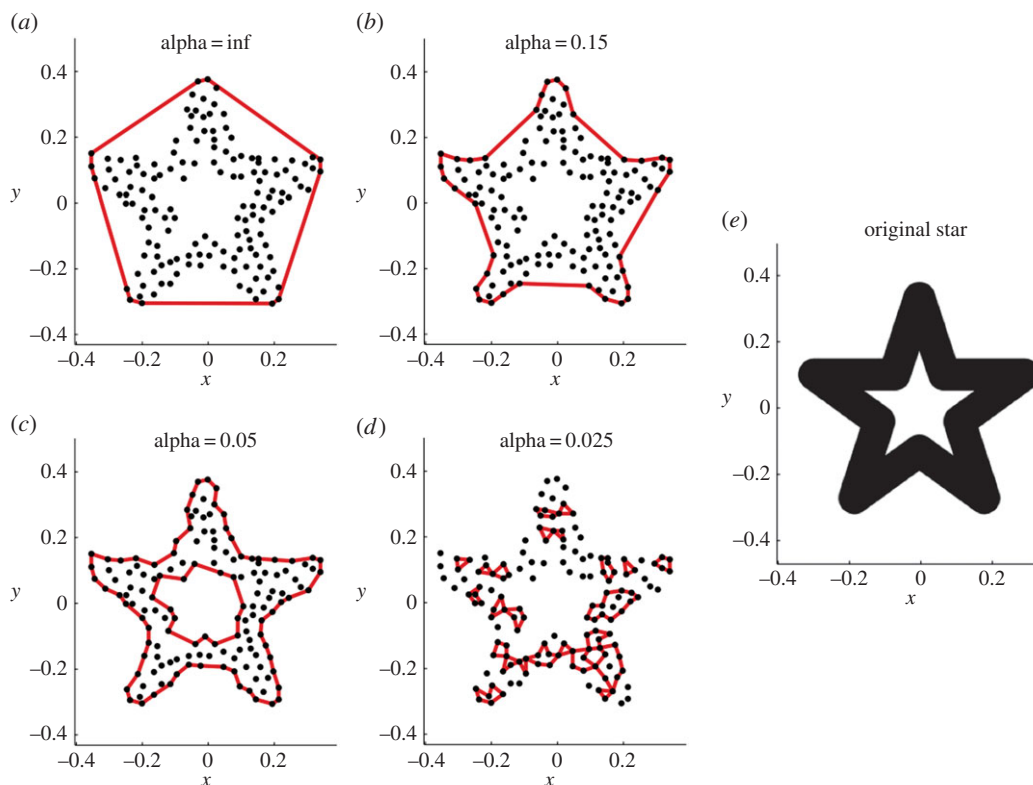 (a)
alpha = inf
0.4
0.2
y
0
–0.2
–0.4
–0.4 –0.2 0 0.2
x
(b)
alpha = 0.15
0.4
0.2
y
0
–0.2
–0.4
–0.4 –0.2 0 0.2
x
(c)
alpha = 0.05
0.4
0.2
y
0
–0.2
–0.4
–0.4 –0.2 0 0.2
x
(d)
alpha = 0.025
0.4
0.2
y
0
–0.2
–0.4
–0.4 –0.2 0 0.2
x
(e)
original star
0.4
0.2
y
0
–0.2
–0.4
–0.4 –0.2 0 0.2
x